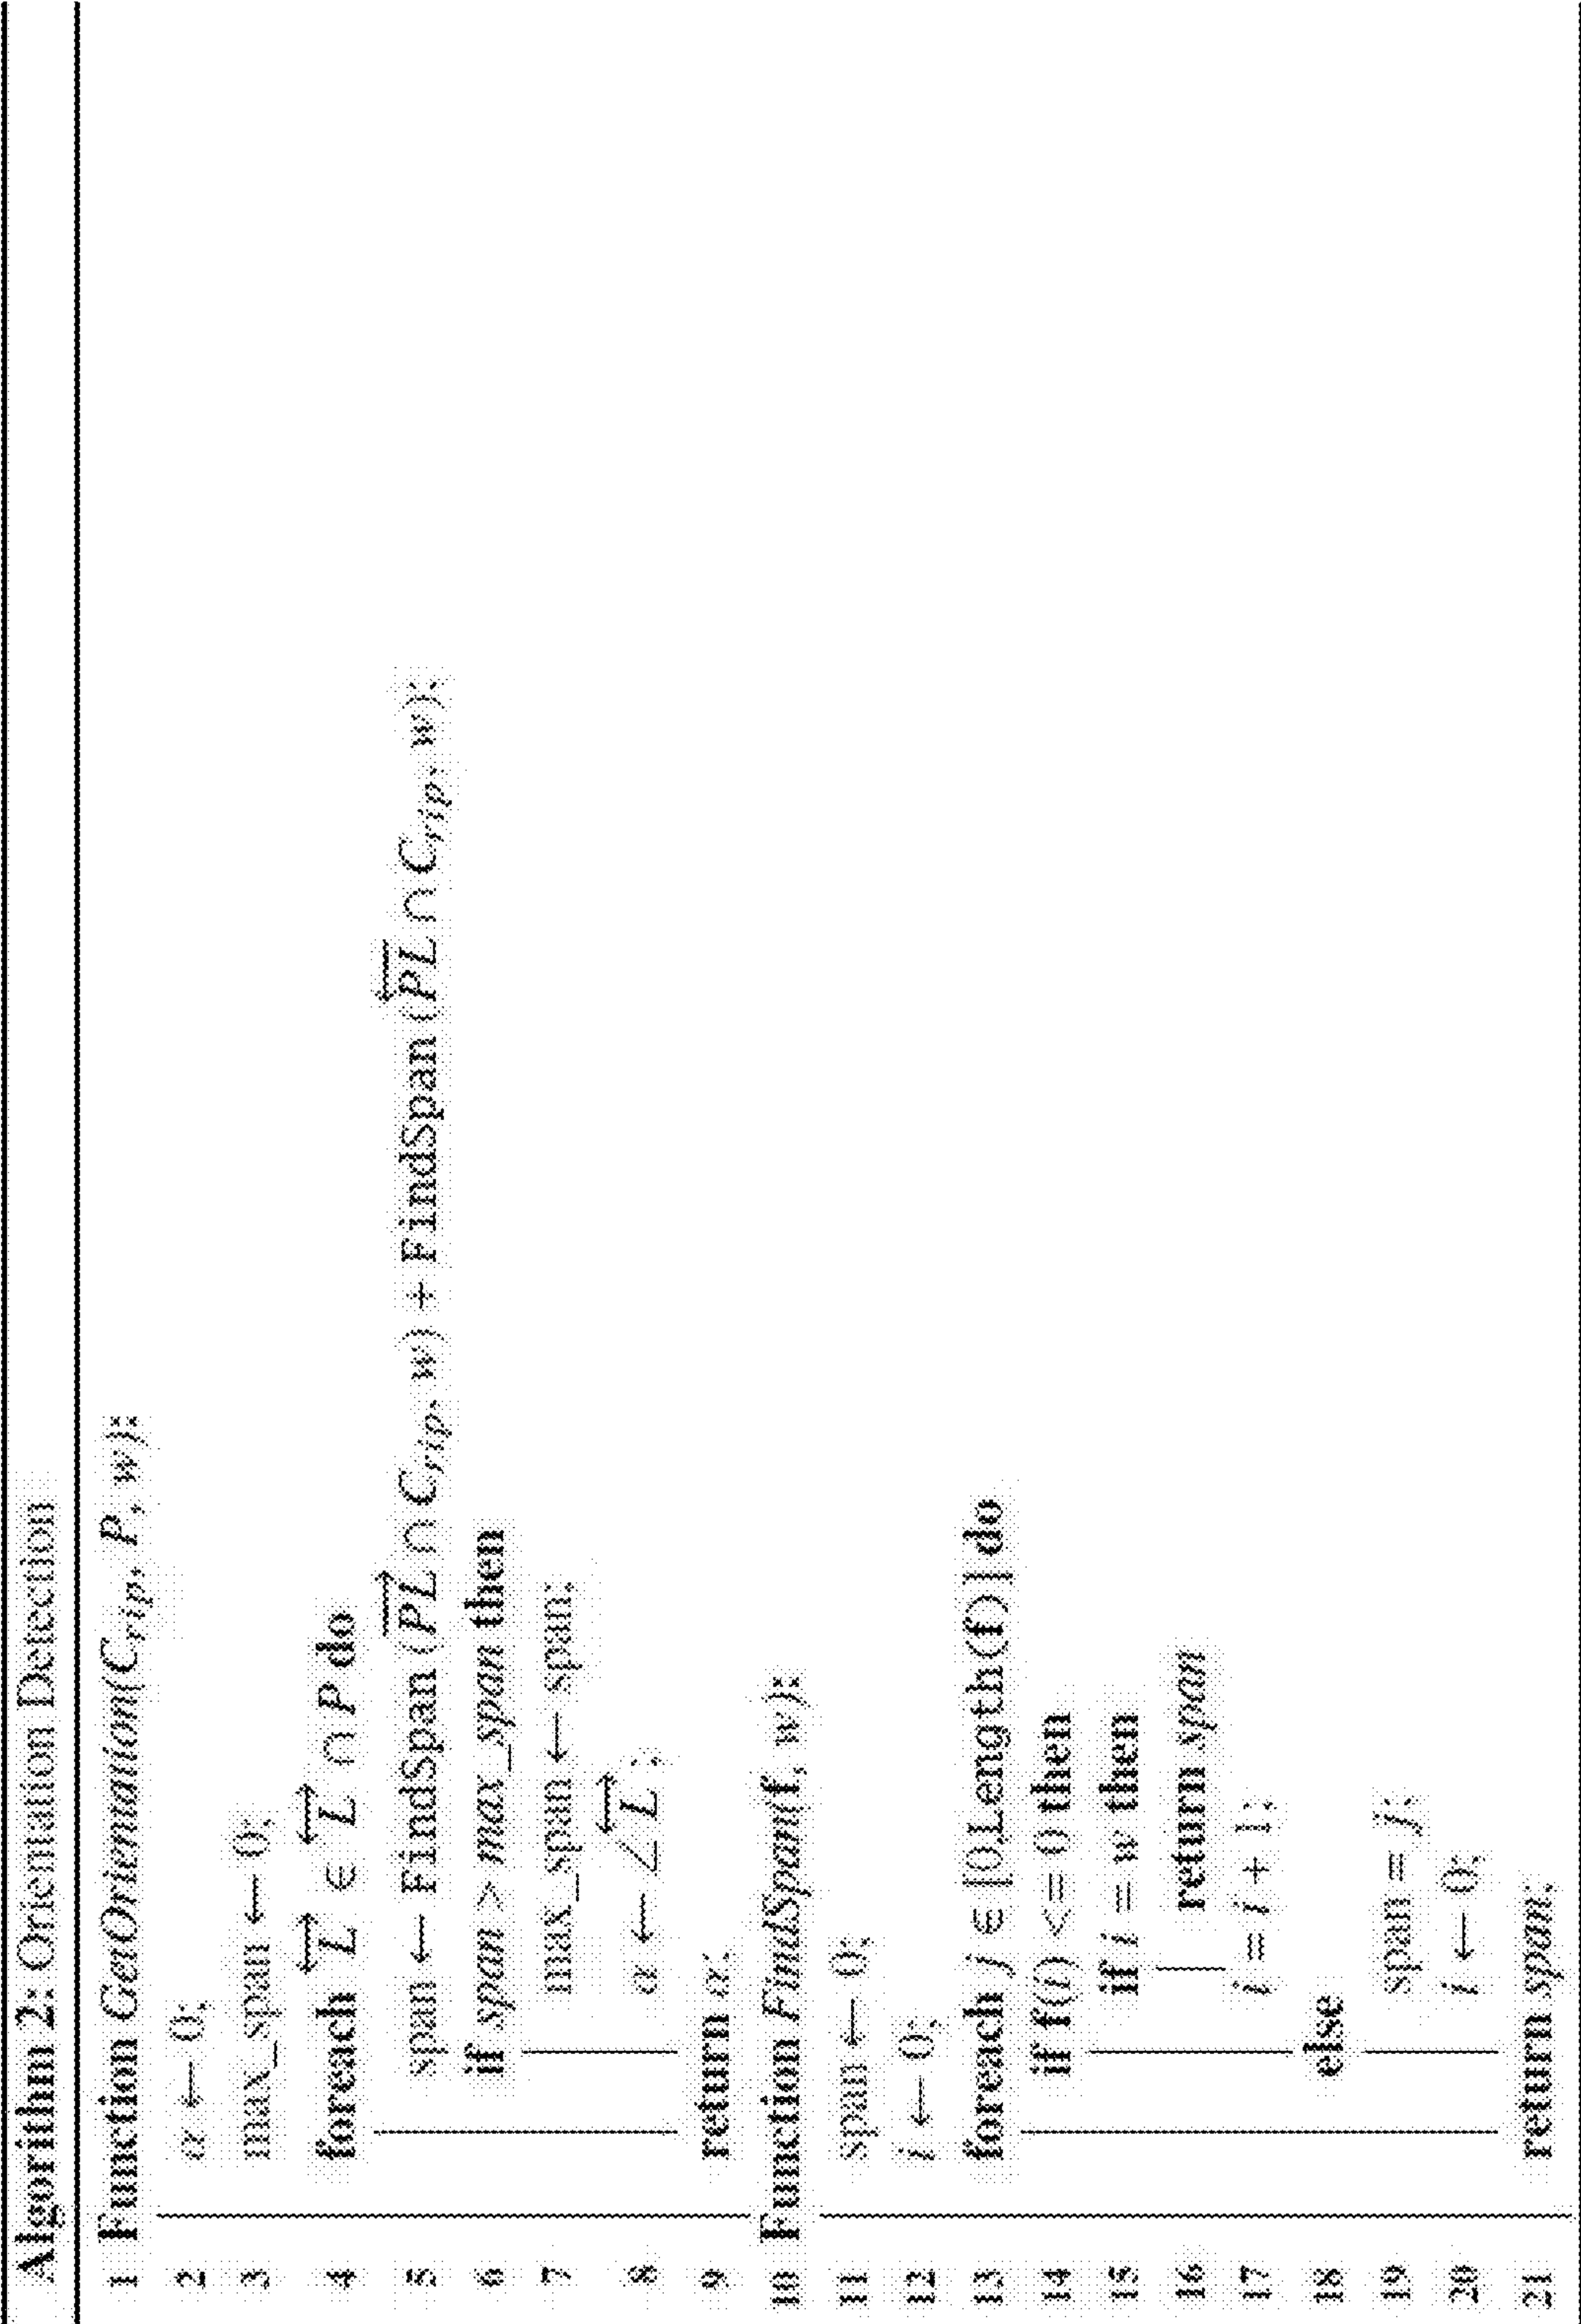 Algorithm 2: Orientation Detection
1 Function GetOrientation(C_rip, P, w):
2 α ← 0;
3 max_span ← 0;
4 foreach L⃡ ∈ L⃡ ∩ P do
5 span ← FindSpan(P͞L⃗ ∩ C_rip, w) + FindSpan(P͞L⃖ ∩ C_rip, w);
6 if span > max_span then
7 max_span ← span;
8 α ← ∠L⃡;
9 return α;
10 Function FindSpan(f, w):
11 span ← 0;
12 i ← 0;
13 foreach j ∈ [0,Length(f)] do
14 if f(i) <= 0 then
15 if i = w then
16 return span
17 i = i + 1;
18 else
19 span = j;
20 i ← 0;
21 return span;